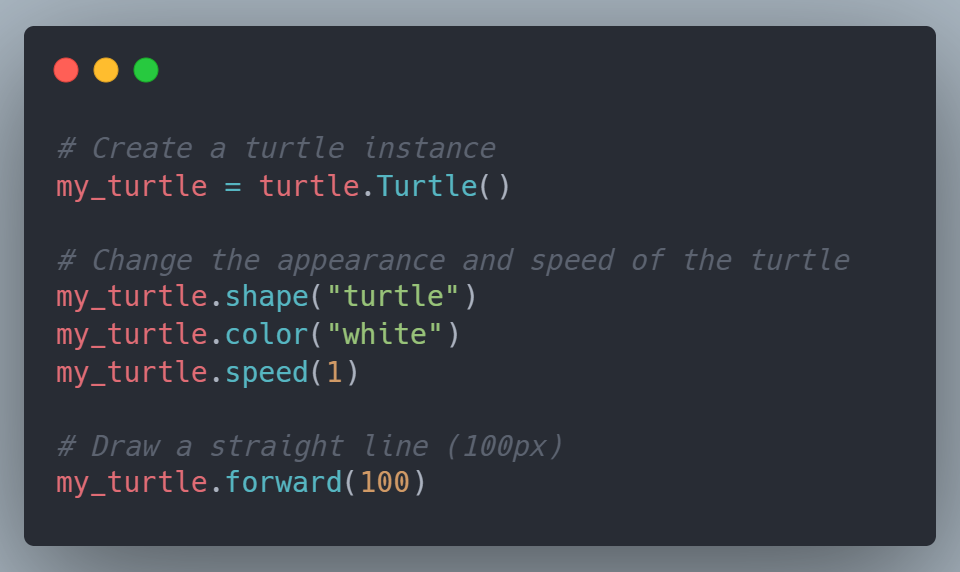 # Create a turtle instance
my_turtle = turtle.Turtle()
# Change the appearance and speed of the turtle
my_turtle.shape("turtle")
my_turtle.color("white")
my_turtle.speed(1)
# Draw a straight line (100px)
my_turtle.forward(100)